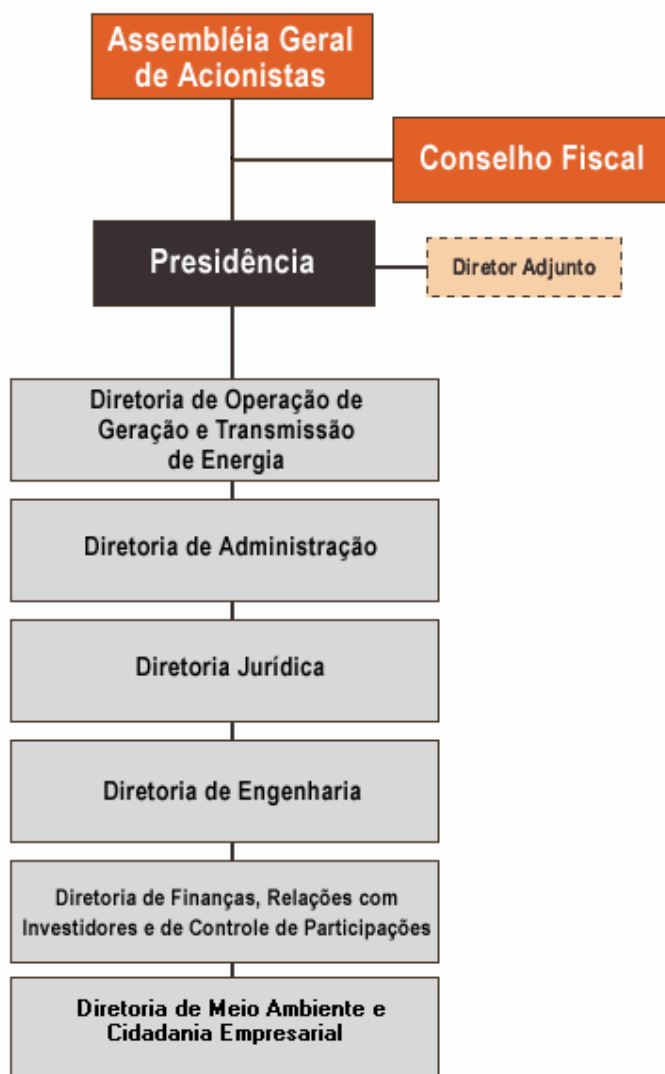 Assembléia Geral
de Acionistas
Conselho Fiscal
Presidência
Diretor Adjunto
Diretoria de Operação de
Geração e Transmissão
de Energia
Diretoria de Administração
Diretoria Jurídica
Diretoria de Engenharia
Diretoria de Finanças, Relações com
Investidores e de Controle de Participações
Diretoria de Meio Ambiente e
Cidadania Empresarial